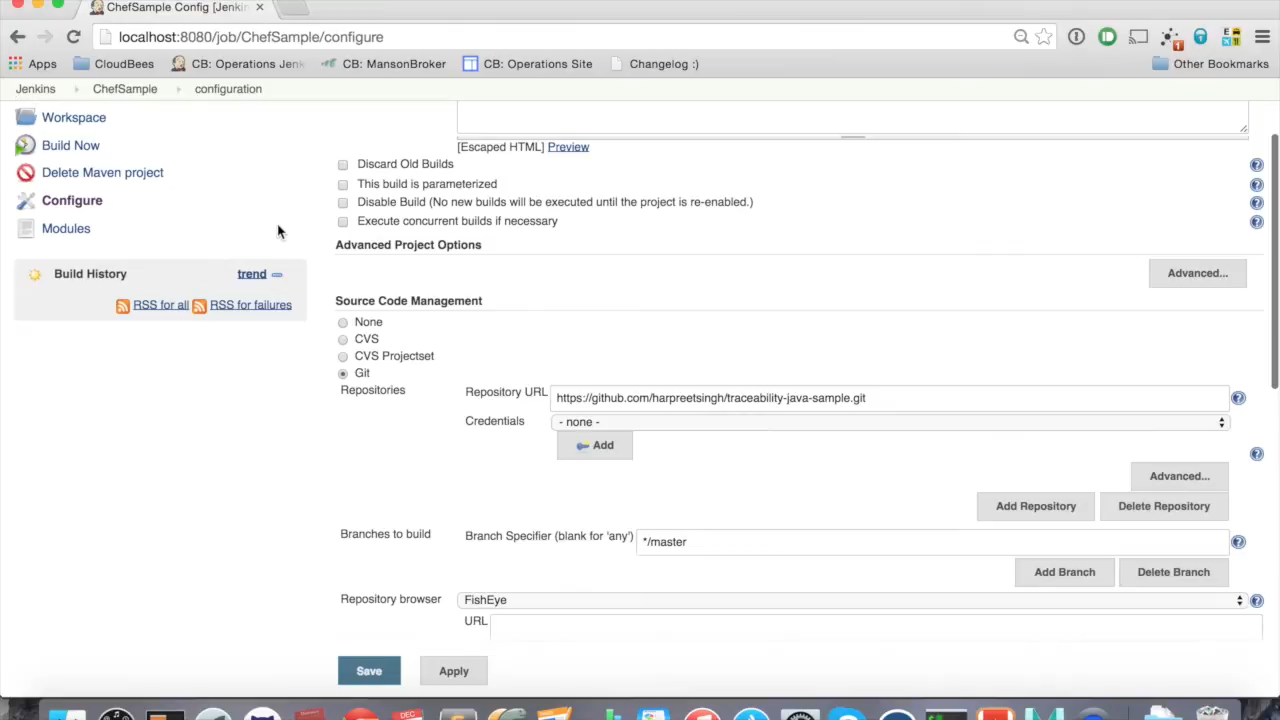 ChefSample Config [Jenkin
localhost:8080/job/ChefSample/configure
Apps CloudBees CB: Operations Jenk CB: MansonBroker CB: Operations Site Changelog :) Other Bookmarks
Jenkins ChefSample configuration
Workspace
Build Now
Delete Maven project
Configure
Modules
Build History trend
RSS for all RSS for failures
[Escaped HTML] Preview
Discard Old Builds
This build is parameterized
Disable Build (No new builds will be executed until the project is re-enabled.)
Execute concurrent builds if necessary
Advanced Project Options
Advanced...
Source Code Management
None
CVS
CVS Projectset
Git
Repositories
Repository URL https://github.com/harpreetsingh/traceability-java-sample.git
Credentials - none -
Add
Advanced...
Add Repository Delete Repository
Branches to build Branch Specifier (blank for 'any') */master
Add Branch Delete Branch
Repository browser FishEye
URL
Save Apply
DEC